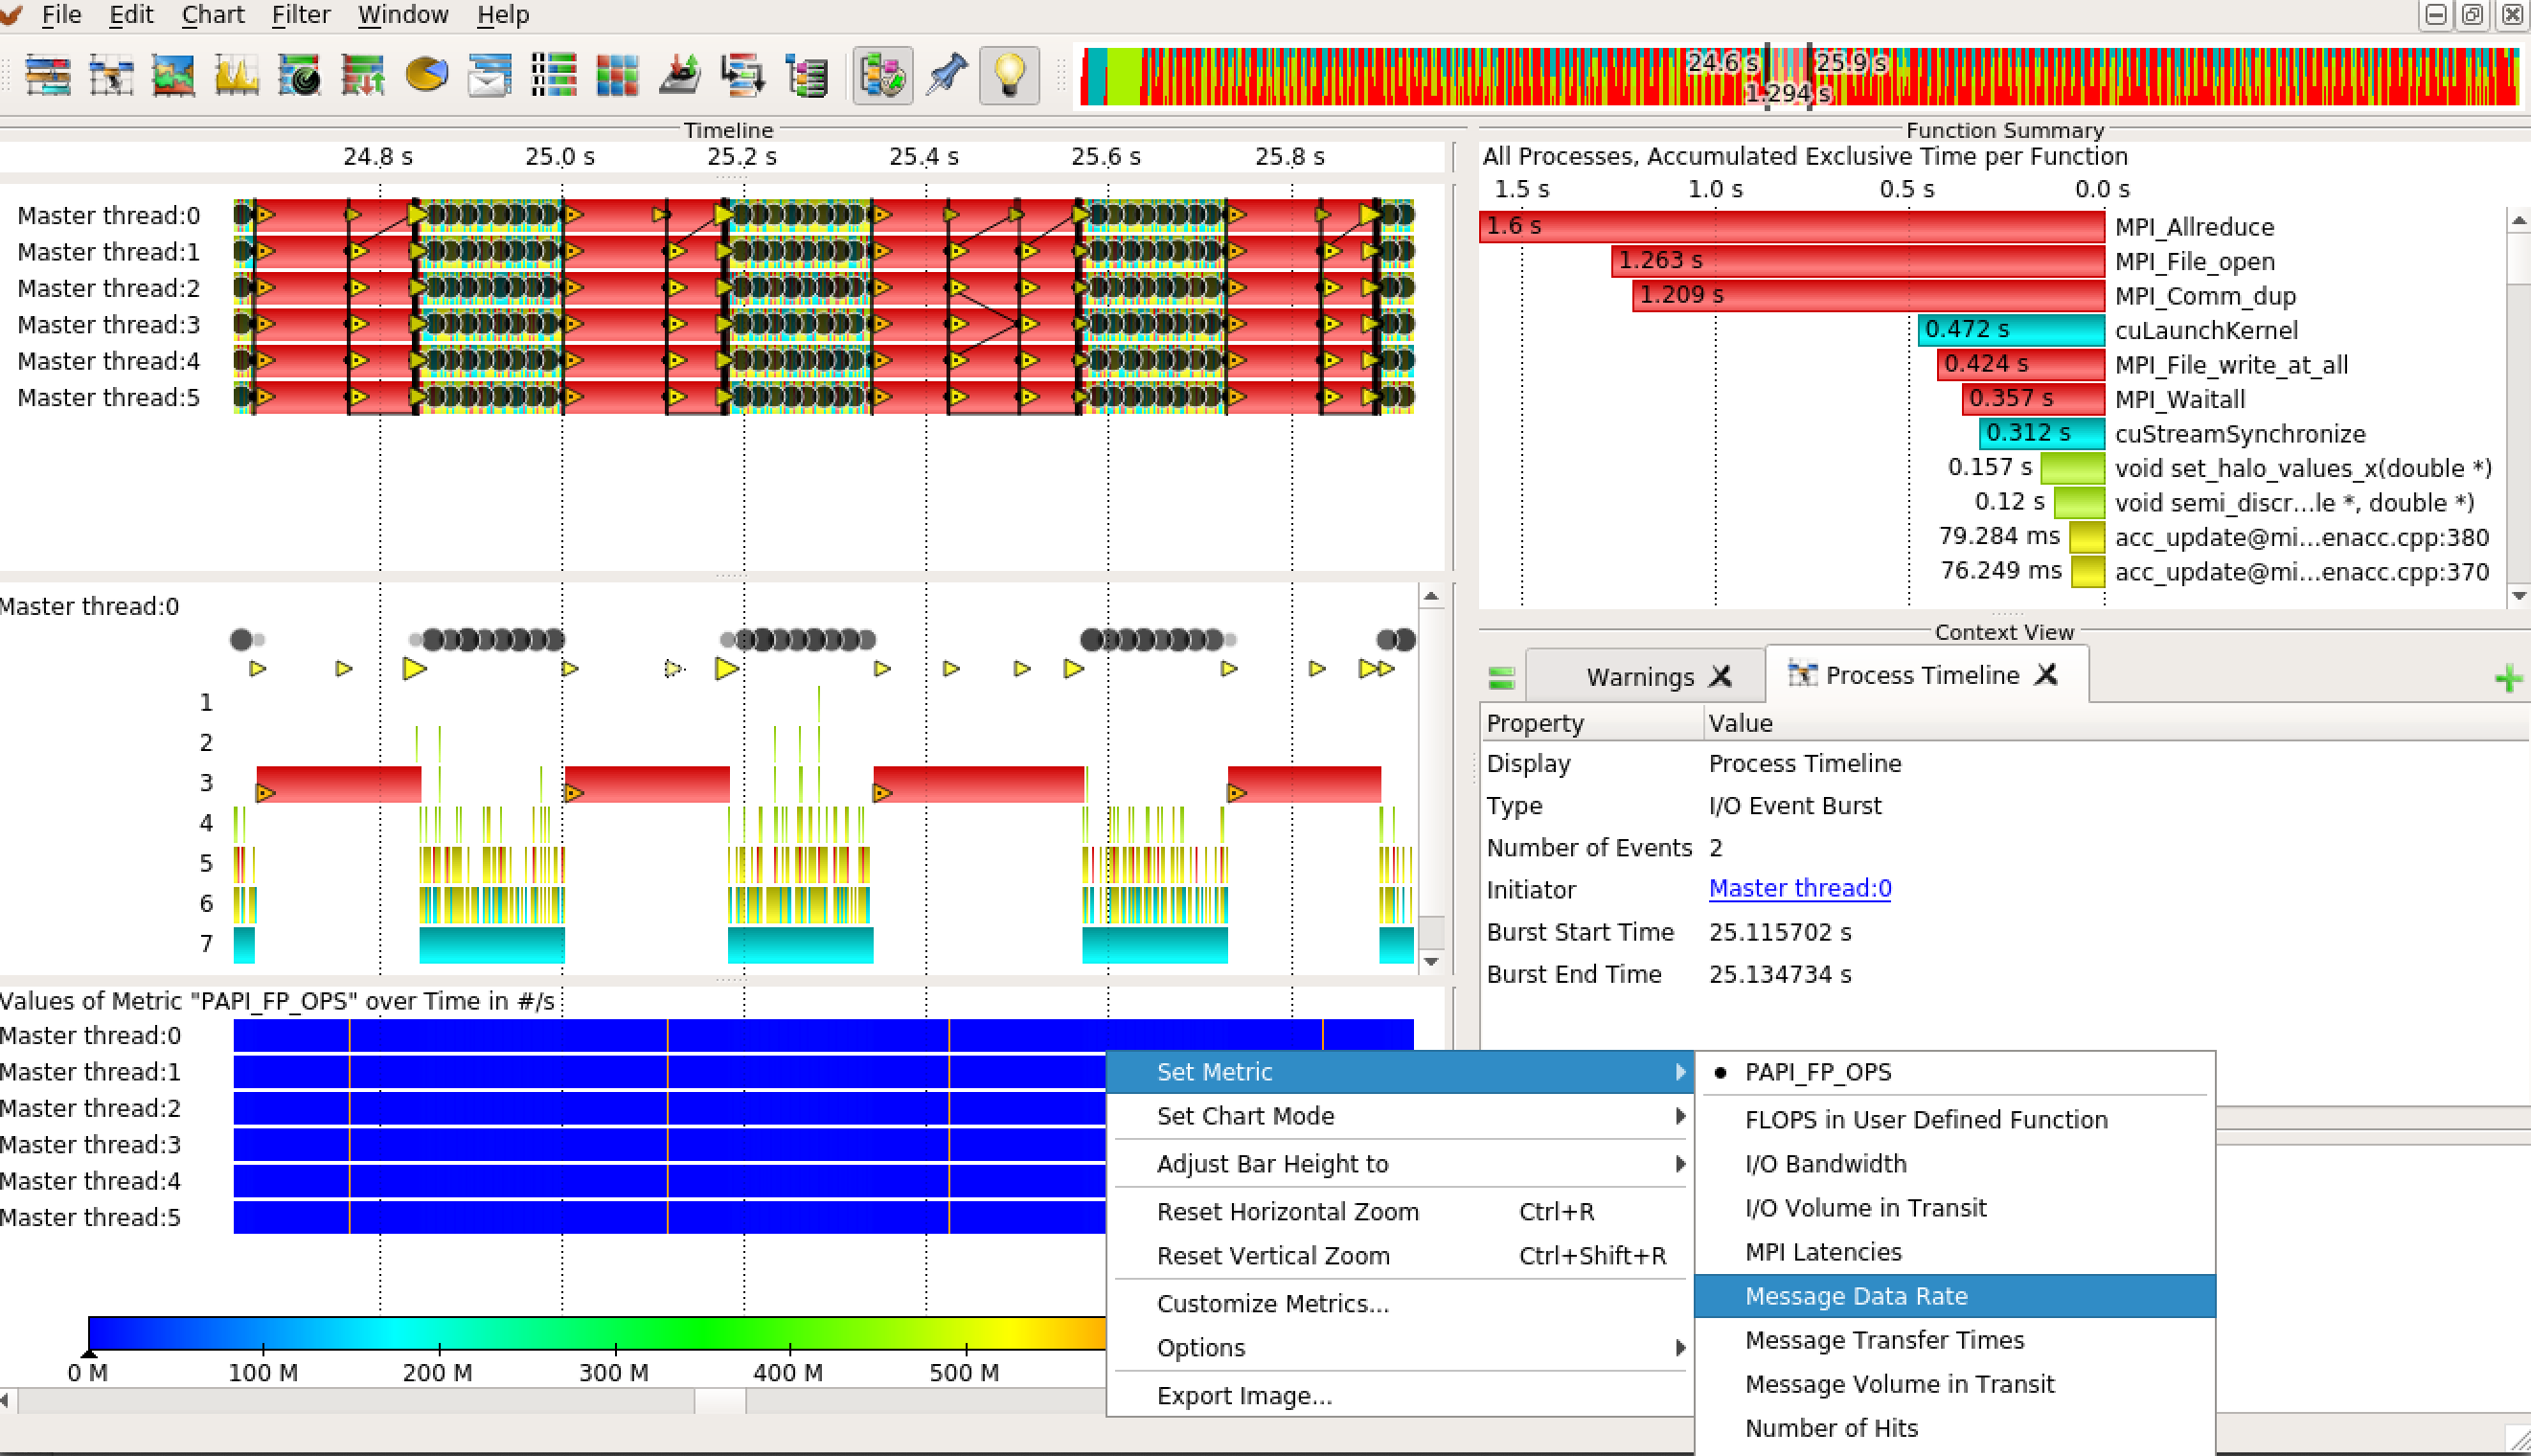 File Edit Chart Filter Window Help
24.6 s 25.9 s
1.294 s
Timeline
24.8 s 25.0 s 25.2 s 25.4 s 25.6 s 25.8 s
Master thread:0
Master thread:1
Master thread:2
Master thread:3
Master thread:4
Master thread:5
Master thread:0
1
2
3
4
5
6
7
Values of Metric "PAPI_FP_OPS" over Time in #/s
Master thread:0
Master thread:1
Master thread:2
Master thread:3
Master thread:4
Master thread:5
0 M 100 M 200 M 300 M 400 M 500 M
Function Summary
All Processes, Accumulated Exclusive Time per Function
1.5 s 1.0 s 0.5 s 0.0 s
1.6 s MPI_Allreduce
1.263 s MPI_File_open
1.209 s MPI_Comm_dup
0.472 s cuLaunchKernel
0.424 s MPI_File_write_at_all
0.357 s MPI_Waitall
0.312 s cuStreamSynchronize
0.157 s void set_halo_values_x(double *)
0.12 s void semi_discr...le *, double *)
79.284 ms acc_update@mi...enacc.cpp:380
76.249 ms acc_update@mi...enacc.cpp:370
Context View
Warnings Process Timeline
Property Value
Display Process Timeline
Type I/O Event Burst
Number of Events 2
Initiator Master thread:0
Burst Start Time 25.115702 s
Burst End Time 25.134734 s
Set Metric
Set Chart Mode
Adjust Bar Height to
Reset Horizontal Zoom Ctrl+R
Reset Vertical Zoom Ctrl+Shift+R
Customize Metrics...
Options
Export Image...
PAPI_FP_OPS
FLOPS in User Defined Function
I/O Bandwidth
I/O Volume in Transit
MPI Latencies
Message Data Rate
Message Transfer Times
Message Volume in Transit
Number of Hits